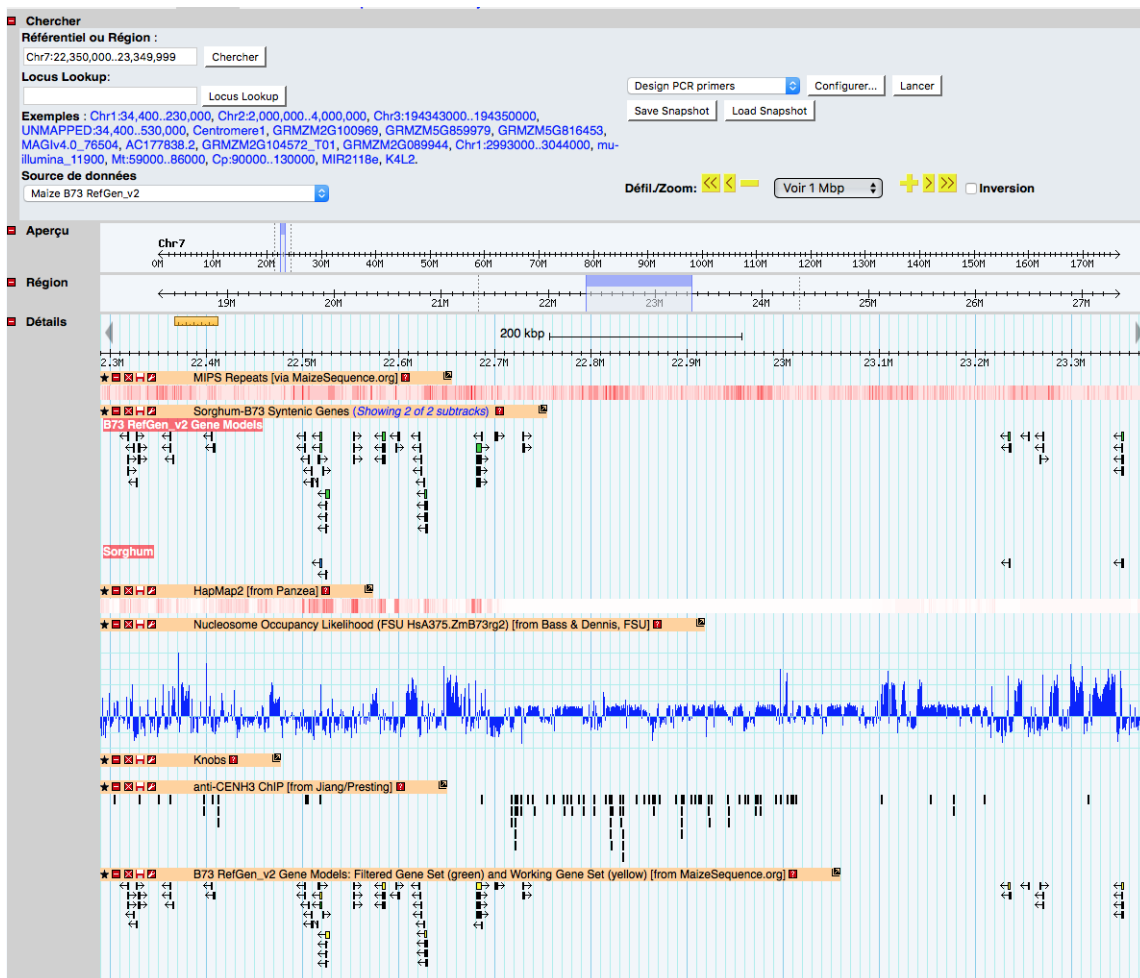 Chercher
Référentiel ou Région :
Chr7:22,350,000..23,349,999 Chercher
Locus Lookup:
Locus Lookup
Exemples : Chr1:34,400..230,000, Chr2:2,000,000..4,000,000, Chr3:194343000..194350000,
UNMAPPED:34,400..530,000, Centromere1, GRMZM2G100969, GRMZM5G859979, GRMZM5G816453,
MAGIv4.0_76504, AC177838.2, GRMZM2G104572_T01, GRMZM2G089944, Chr1:2993000..3044000, mu-
illumina_11900, Mt:59000..86000, Cp:90000..130000, MIR2118e, K4L2.
Source de données
Maize B73 RefGen_v2
Design PCR primers Configurer... Lancer
Save Snapshot Load Snapshot
Défil./Zoom: << < Voir 1 Mbp > >> Inversion
Aperçu
Chr7
0M 10M 20M 30M 40M 50M 60M 70M 80M 90M 100M 110M 120M 130M 140M 150M 160M 170M
Région
19M 20M 21M 22M 23M 24M 25M 26M 27M
Détails
200 kbp
22.4M 22.5M 22.6M 22.7M 22.8M 22.9M 23M 23.1M 23.2M 23.3M
MIPS Repeats [via MaizeSequence.org] ?
Sorghum-B73 Syntenic Genes (Showing 2 of 2 subtracks) ?
B73 RefGen_v2 Gene Models
Sorghum
HapMap2 [from Panzea] ?
Nucleosome Occupancy Likelihood (FSU HsA375.ZmB73rg2) [from Bass & Dennis, FSU] ?
Knobs ?
anti-CENH3 ChIP [from Jiang/Presting] ?
B73 RefGen_v2 Gene Models: Filtered Gene Set (green) and Working Gene Set (yellow) [from MaizeSequence.org] ?